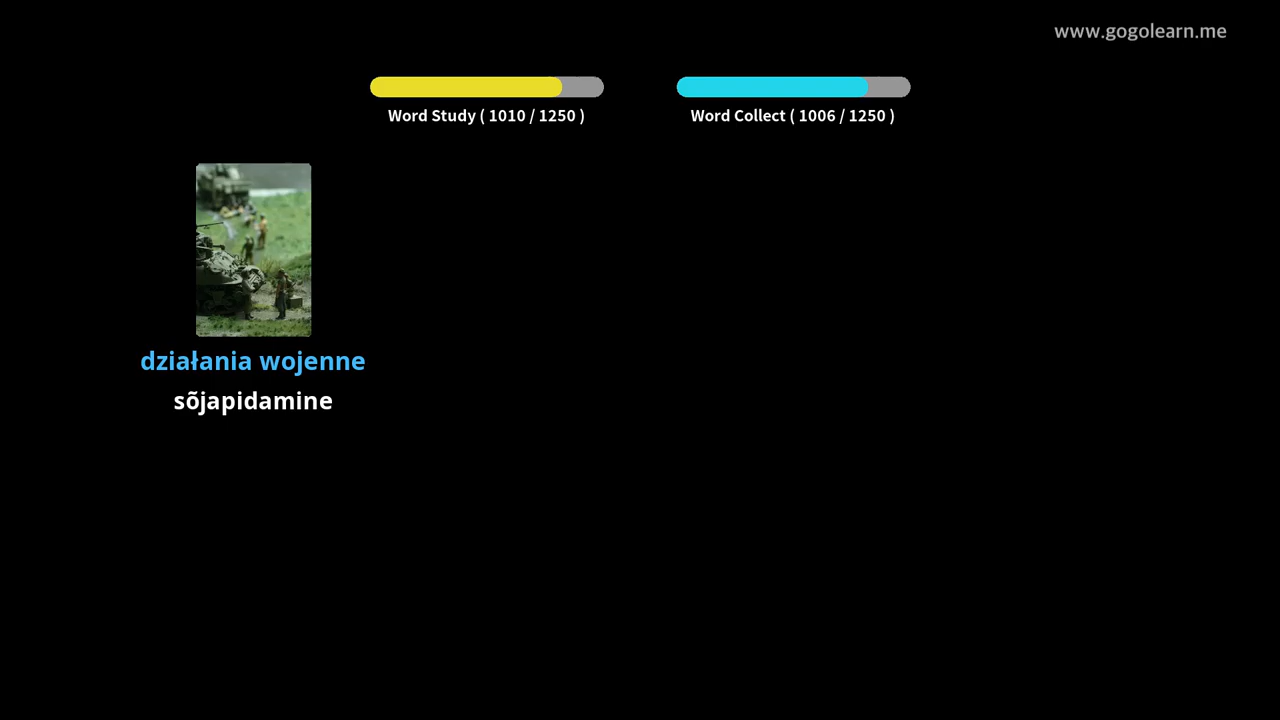 www.gogolearn.me
Word Study ( 1010 / 1250 )
Word Collect ( 1006 / 1250 )
działania wojenne
sõjapidamine